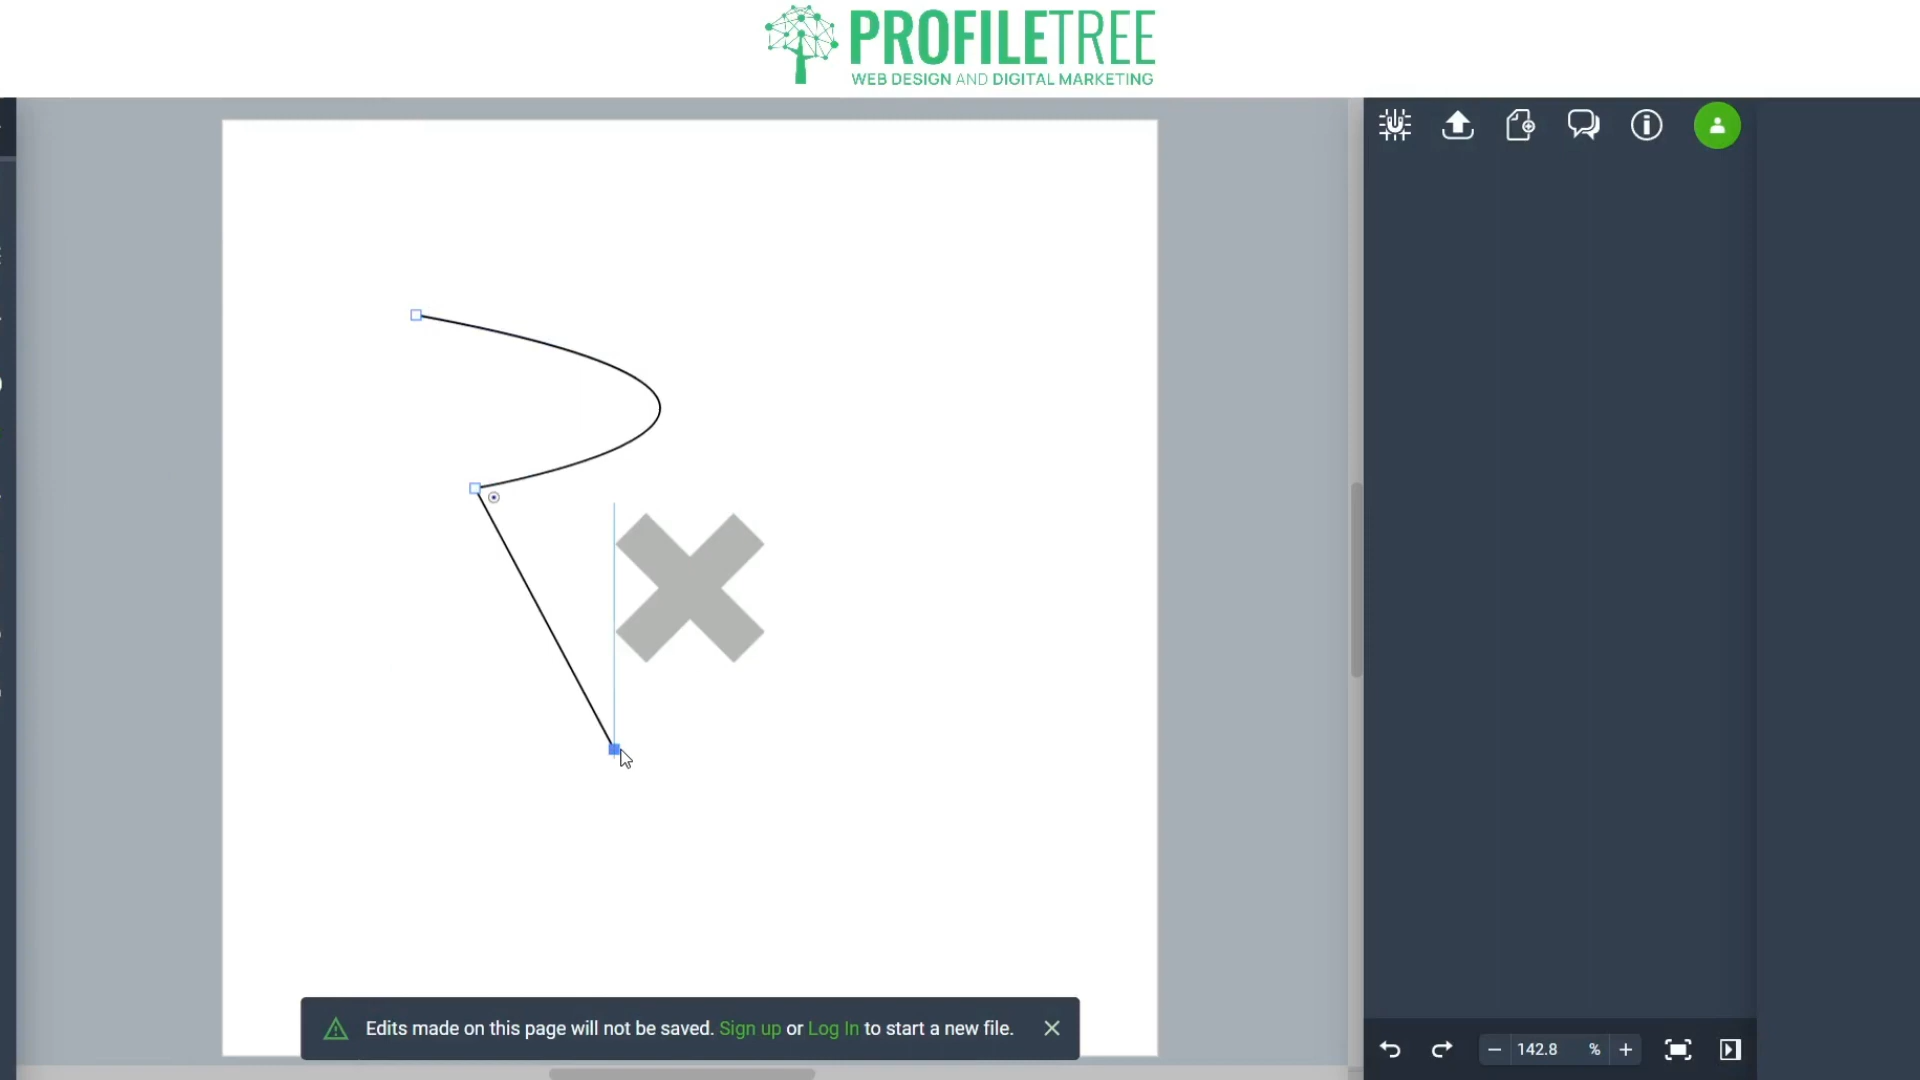 PROFILETREE
WEB DESIGN AND DIGITAL MARKETING
Edits made on this page will not be saved. Sign up or Log In to start a new file.
142.8 %